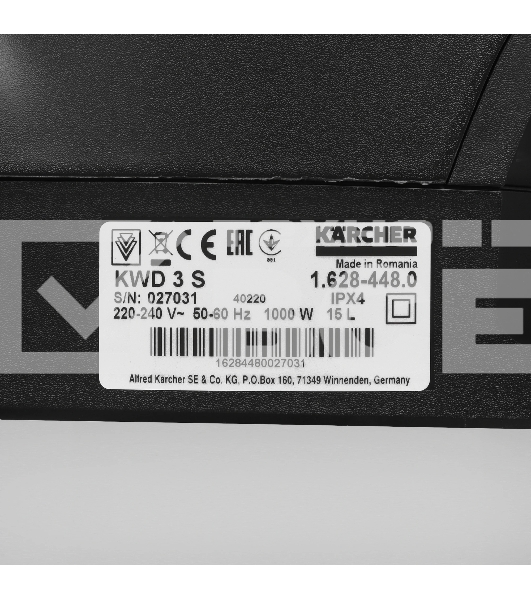 EAC
KÄRCHER
Made in Romania
KWD 3 S 1.628-448.0
S/N: 027031 40220 IPX4
220-240 V~ 50-60 Hz 1000 W 15 L
16284480027031
Alfred Kärcher SE & Co. KG, P.O.Box 160, 71349 Winnenden, Germany